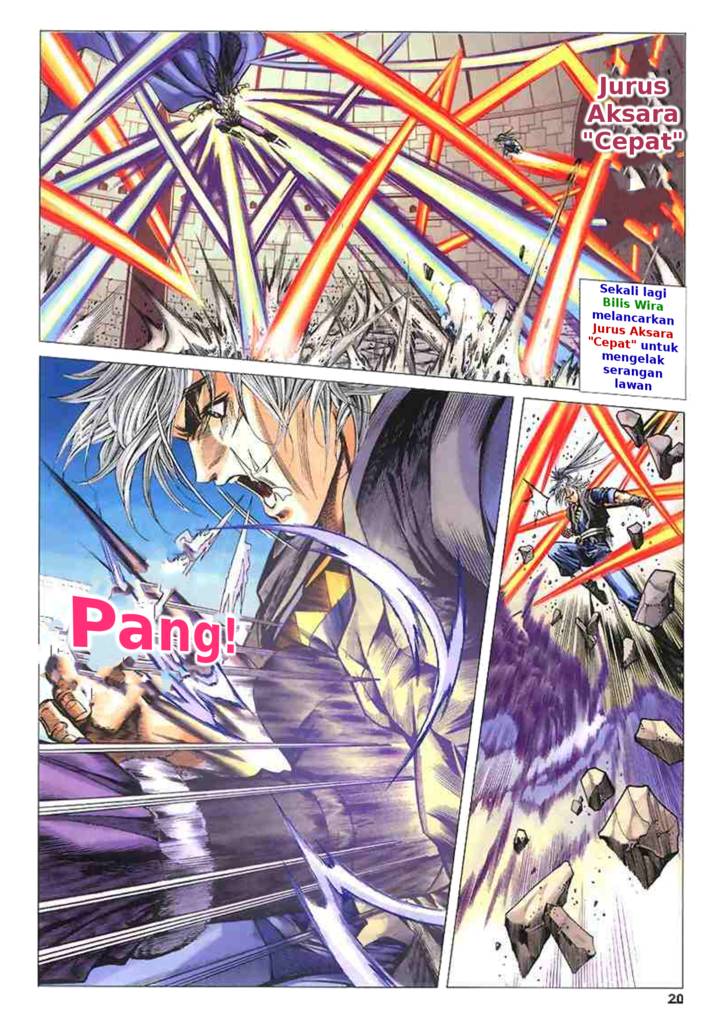 Jurus
Aksara
"Cepat"
Sekali lagi
Bilis Wira
melancarkan
Jurus Aksara
"Cepat" untuk
mengelak
serangan
lawan
Pang!
20